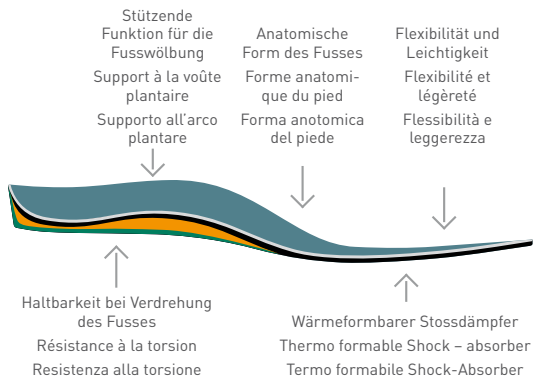 Stützende
Funktion für die
Fusswölbung
Support à la voûte
plantaire
Supporto all'arco
plantare
Anatomische
Form des Fusses
Forme anatomi-
que du pied
Forma anotomica
del piede
Flexibilität und
Leichtigkeit
Flexibilité et
légèreté
Flessibilità e
leggerezza
Haltbarkeit bei Verdrehung
des Fusses
Résistance à la torsion
Resistenza alla torsione
Wärmeformbarer Stossdämpfer
Thermo formable Shock – absorber
Termo formabile Shock-Absorber